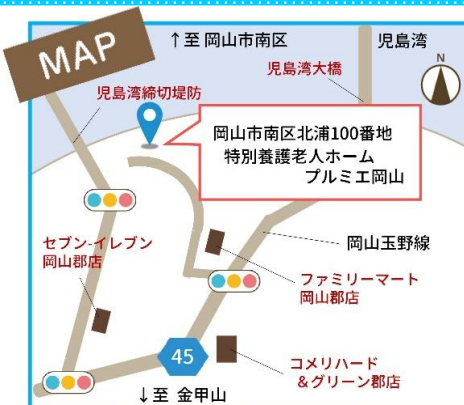 MAP
↑至 岡山市南区
児島湾
児島湾大橋
N
児島湾締切堤防
岡山市南区北浦100番地
特別養護老人ホーム
プルミエ岡山
岡山玉野線
セブン-イレブン
岡山郡店
ファミリーマート
岡山郡店
45
コメリハード
&グリーン郡店
↓至 金甲山